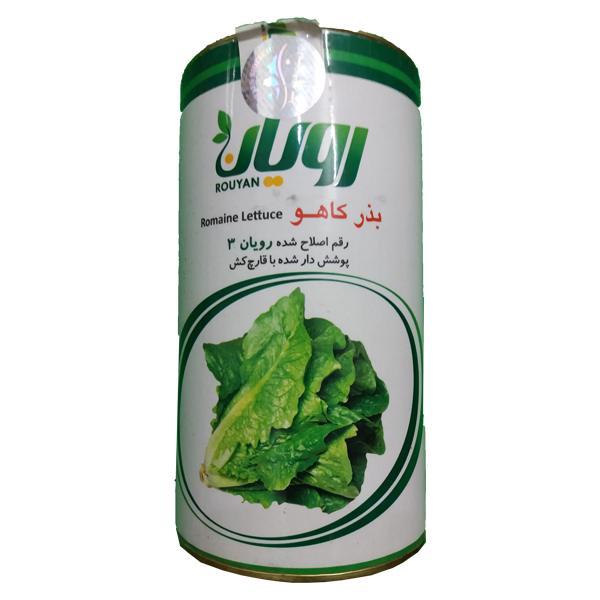 رویان
ROUYAN
بذر کاهو Romaine Lettuce
رقم اصلاح شده رویان ۳
پوشش دار شده با قارچ‌کش